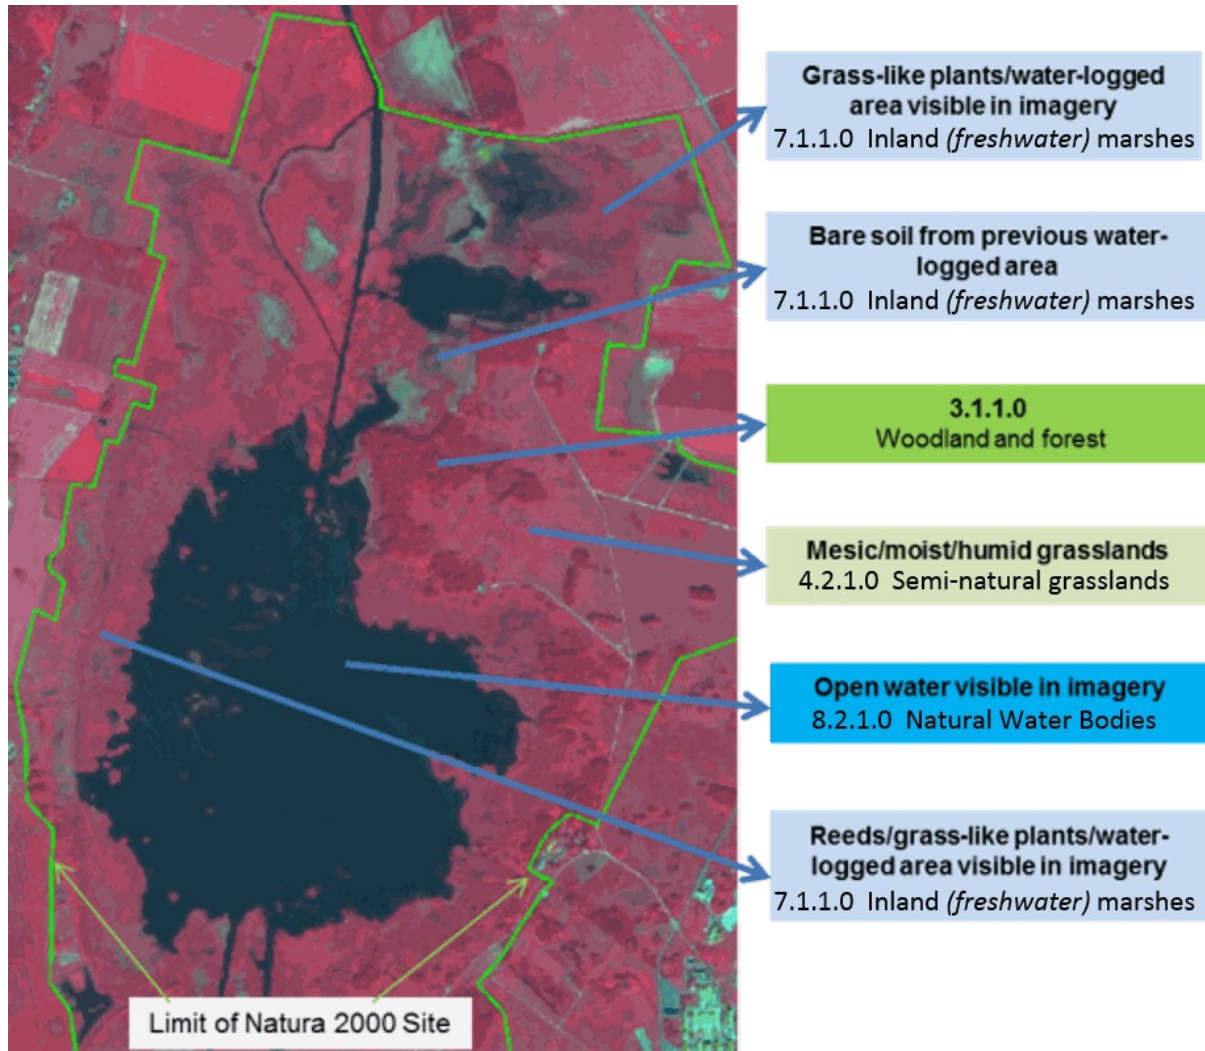 Grass-like plants/water-logged
area visible in imagery
7.1.1.0 Inland (freshwater) marshes
Bare soil from previous water-
logged area
7.1.1.0 Inland (freshwater) marshes
3.1.1.0
Woodland and forest
Mesic/moist/humid grasslands
4.2.1.0 Semi-natural grasslands
Open water visible in imagery
8.2.1.0 Natural Water Bodies
Reeds/grass-like plants/water-
logged area visible in imagery
7.1.1.0 Inland (freshwater) marshes
Limit of Natura 2000 Site